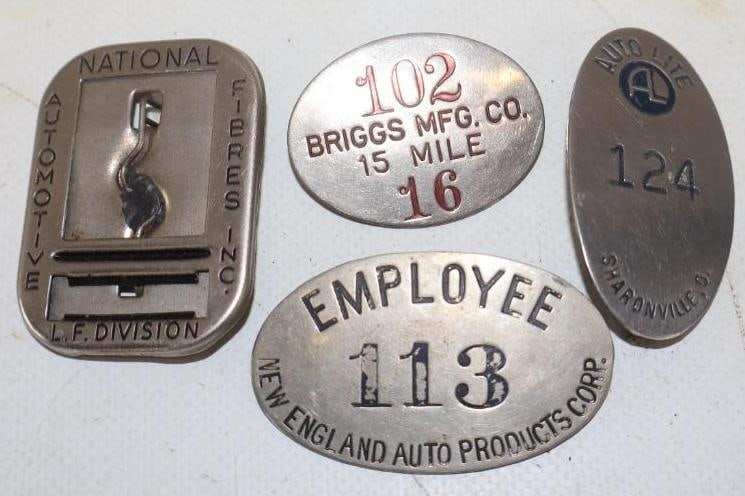 NATIONAL
AUTOMOTIVE
FIBRES INC.
L.F. DIVISION
102
BRIGGS MFG. CO.
15 MILE
16
AUTO LITE
AL
124
SHARONVILLE, O.
EMPLOYEE
113
NEW ENGLAND AUTO PRODUCTS CORP.